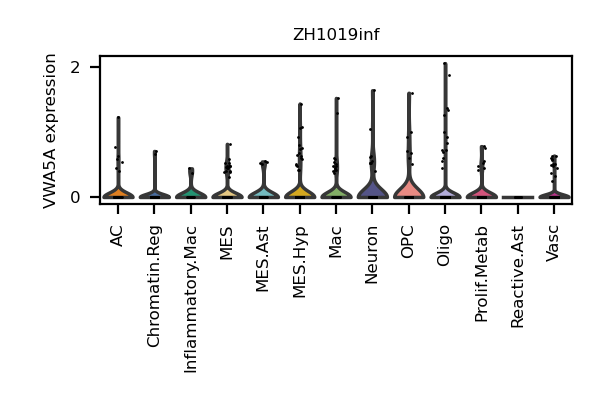 ZH1019inf
VWA5A expression
2
0
AC
Chromatin.Reg
Inflammatory.Mac
MES
MES.Ast
MES.Hyp
Mac
Neuron
OPC
Oligo
Prolif.Metab
Reactive.Ast
Vasc